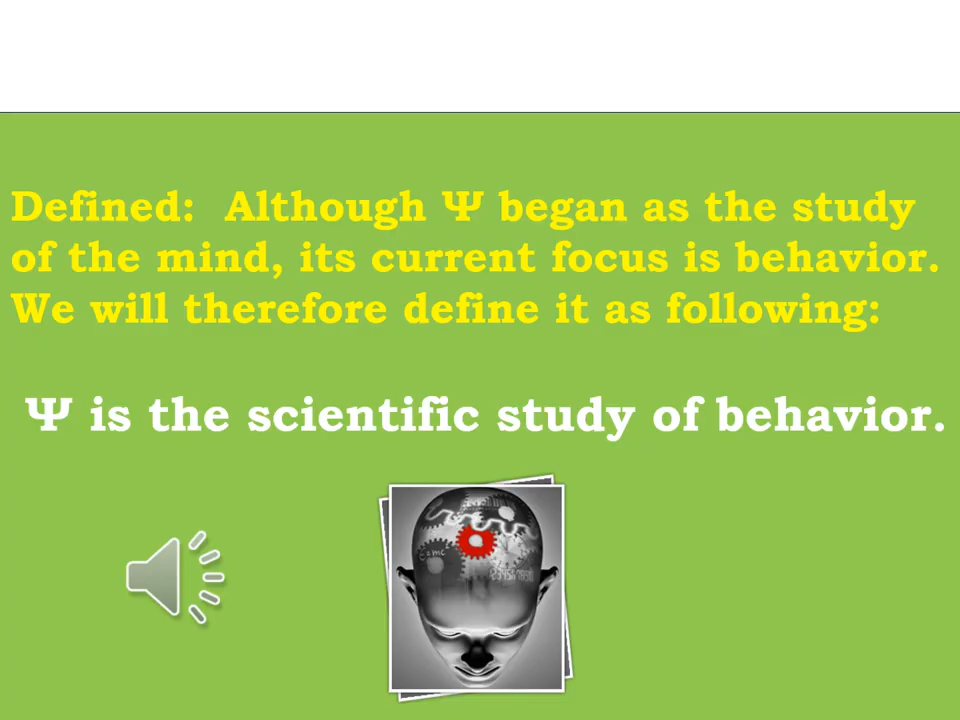 Defined:  Although Ψ began as the study
of the mind, its current focus is behavior.
We will therefore define it as following:
Ψ is the scientific study of behavior.